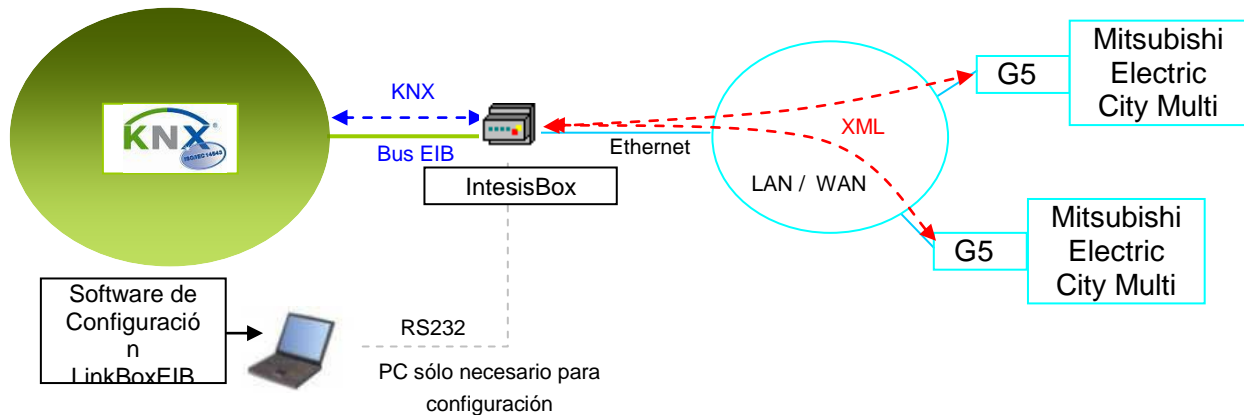 KNX
ISO/IEC 14543
KNX
Bus EIB
IntesisBox
Ethernet
XML
LAN / WAN
G5
Mitsubishi
Electric
City Multi
G5
Mitsubishi
Electric
City Multi
Software de
Configuració
n
LinkBoxEIB
RS232
PC sólo necesario para
configuración